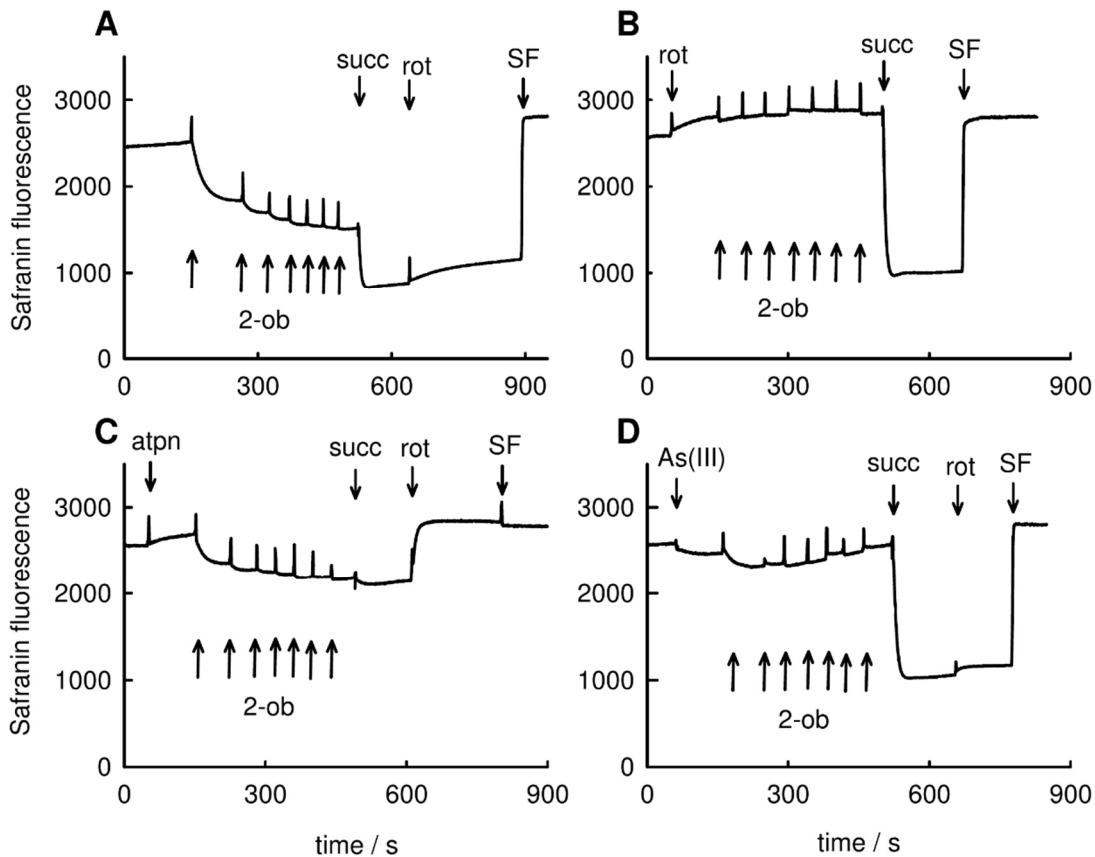 A
B
succ
rot
SF
rot
succ
SF
Safranin fluorescence
3000
2000
1000
0
2-ob
0
300
600
900
3000
2000
1000
0
2-ob
0
300
600
900
C
D
atpn
succ
rot
SF
As(III)
succ
rot
SF
Safranin fluorescence
3000
2000
1000
0
2-ob
0
300
600
900
time / s
3000
2000
1000
0
2-ob
0
300
600
900
time / s